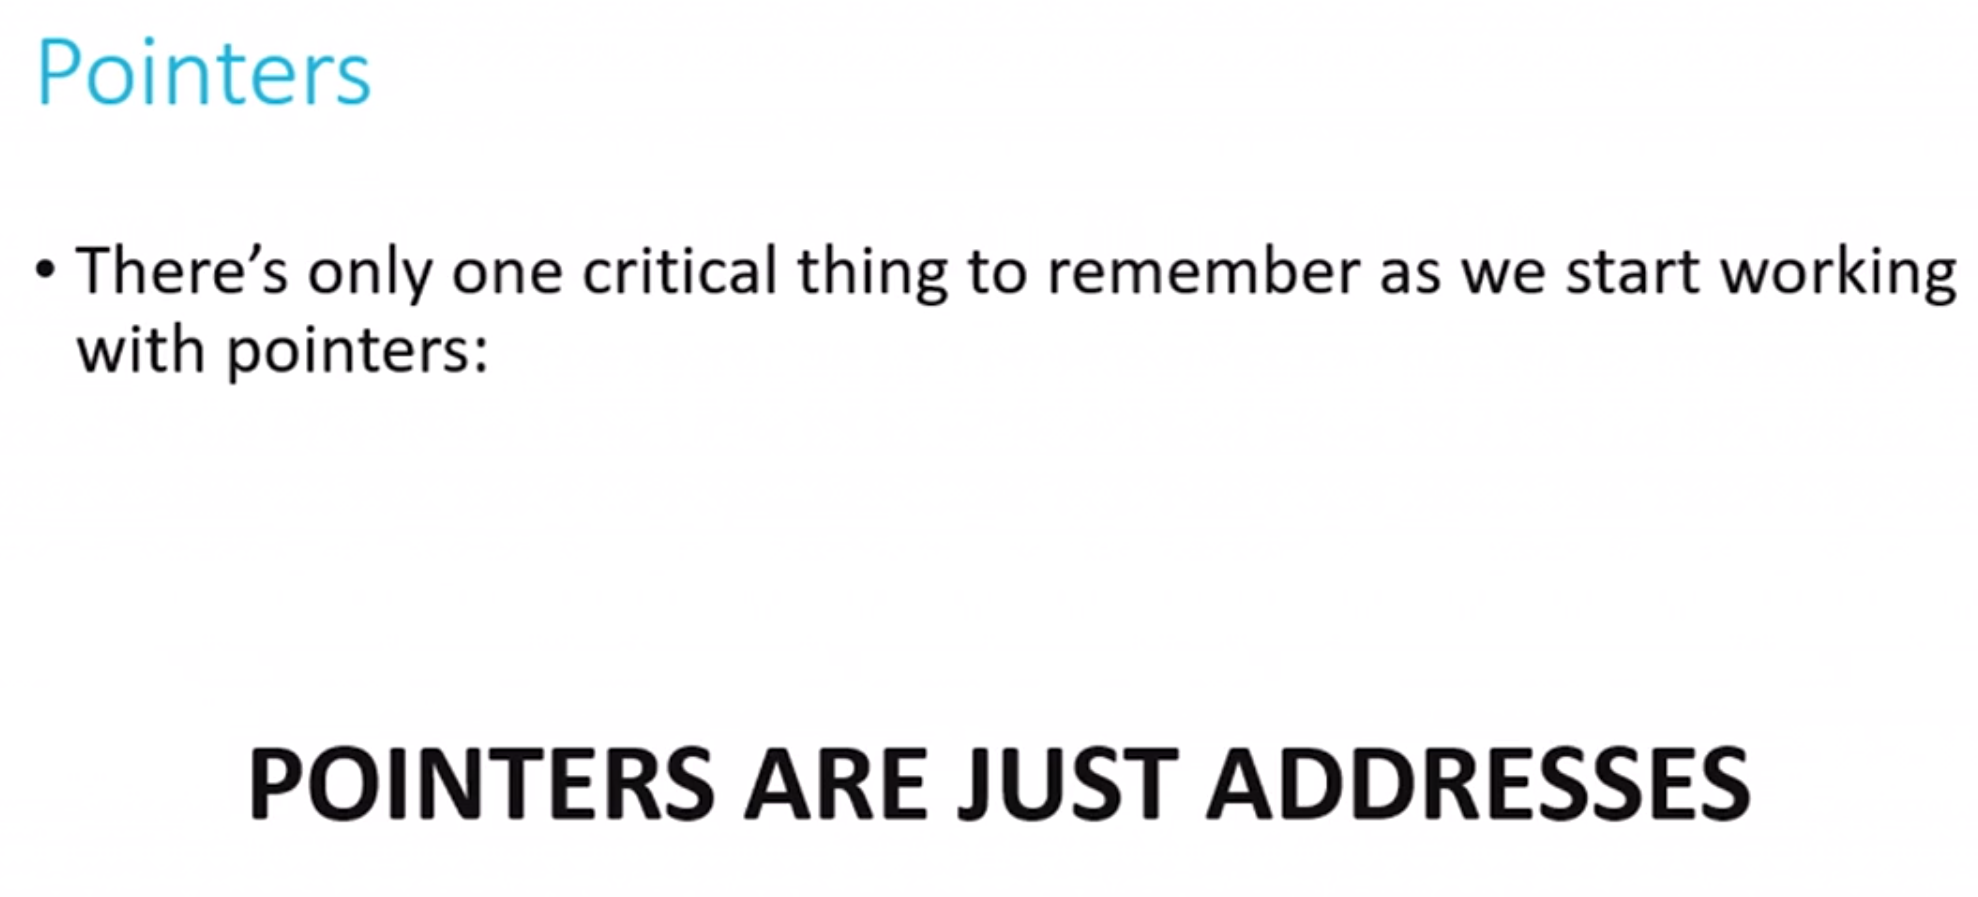 Pointers
• There’s only one critical thing to remember as we start working
with pointers:
POINTERS ARE JUST ADDRESSES